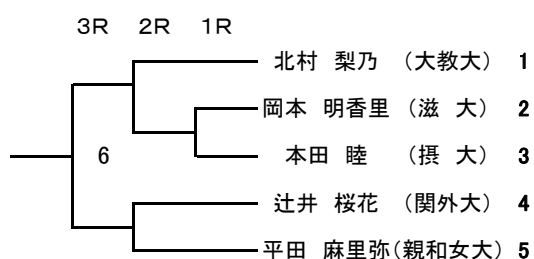 3R 2R 1R
北村 梨乃 （大教大） 1
岡本 明香里 （滋 大） 2
6 本田 睦 （摂 大） 3
辻井 桜花 （関外大） 4
平田 麻里弥（親和女大） 5